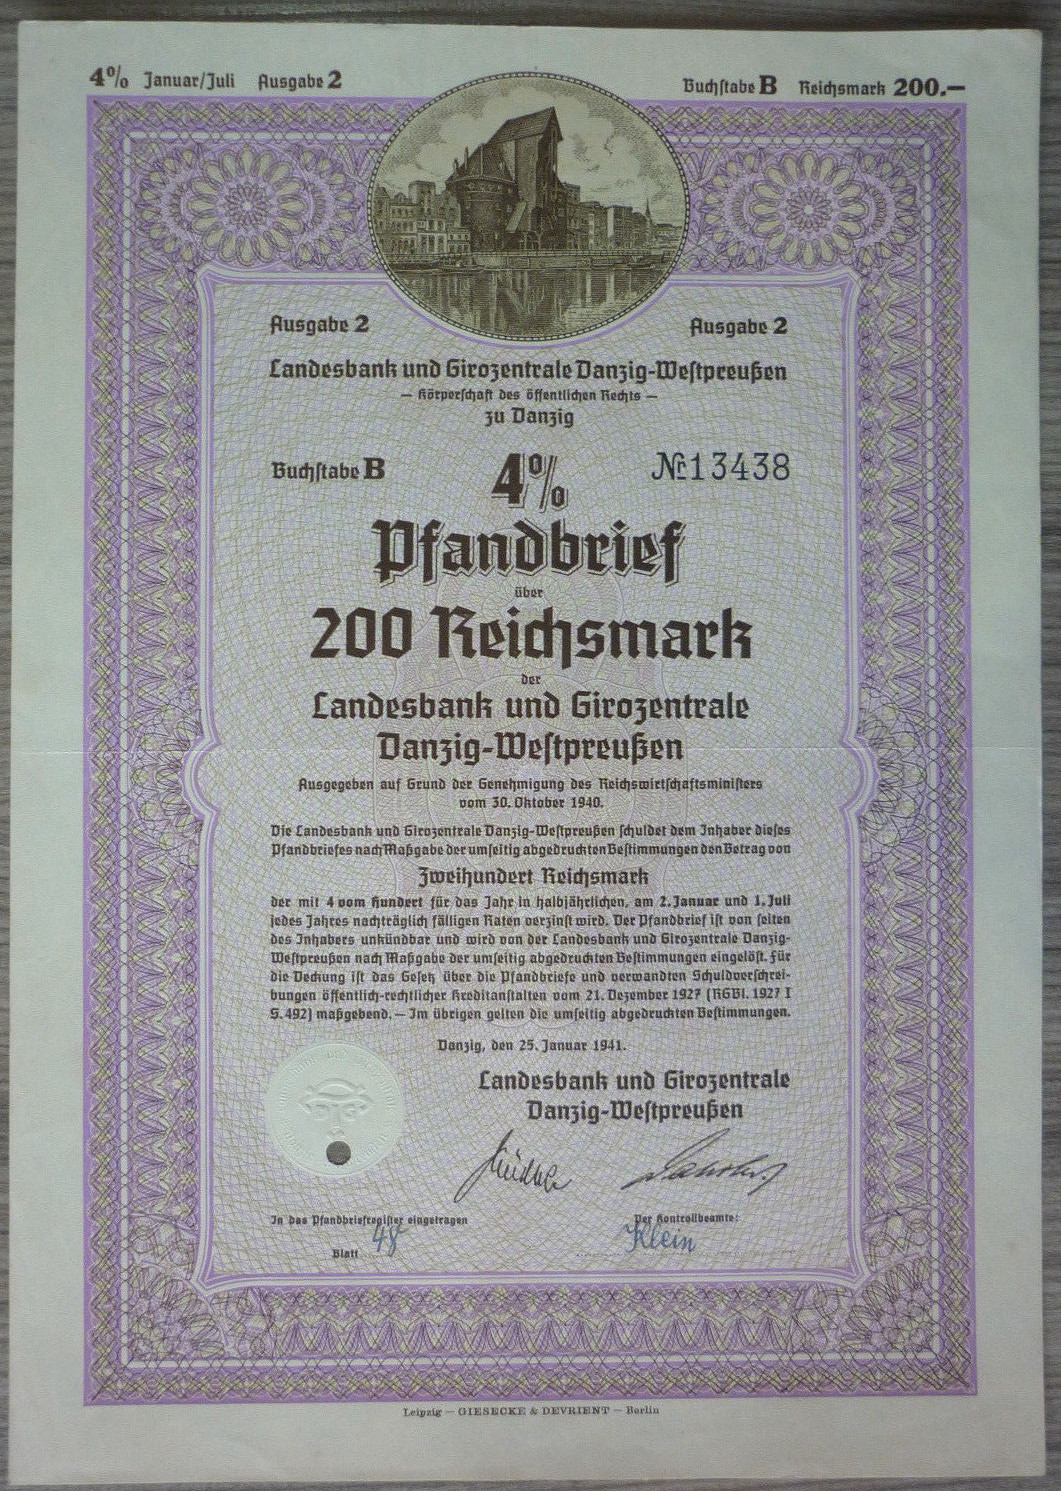 4% Januar/Juli Ausgabe 2
Buchſtabe B Reichsmark 200.—
Ausgabe 2
Ausgabe 2
Landesbank und Girozentrale Danzig-Weſtpreußen
— Körperſchaft des öffentlichen Rechts —
zu Danzig
Buchſtabe B
4%
№ 13438
Pfandbrief
über
200 Reichsmark
der
Landesbank und Girozentrale
Danzig-Weſtpreußen
Ausgegeben auf Grund der Genehmigung des Reichswirtſchaftsminiſters
vom 30. Oktober 1940.
Die Landesbank und Girozentrale Danzig-Weſtpreußen ſchuldet dem Inhaber dieſes
Pfandbriefes nach Maßgabe der umſeitig abgedruckten Beſtimmungen den Betrag von
Zweihundert Reichsmark
der mit 4 vom Hundert für das Jahr in halbjährlichen, am 2. Januar und 1. Juli
jedes Jahres nachträglich fälligen Raten verzinſt wird. Der Pfandbrief iſt von ſeiten
des Inhabers unkündbar und wird von der Landesbank und Girozentrale Danzig-
Weſtpreußen nach Maßgabe der umſeitig abgedruckten Beſtimmungen eingelöſt. Für
die Deckung iſt das Geſetz über die Pfandbriefe und verwandten Schuldverſchrei-
bungen öffentlich-rechtlicher Kreditanſtalten vom 21. Dezember 1927 (RGBl. 1927 I
S. 492) maßgebend. — Im übrigen gelten die umſeitig abgedruckten Beſtimmungen.
Danzig, den 25. Januar 1941.
Landesbank und Girozentrale
Danzig-Weſtpreußen
In das Pfandbriefregiſter eingetragen
Blatt 48
Der Kontrollbeamte:
Klein
Leipzig — GIESECKE & DEVRIENT — Berlin